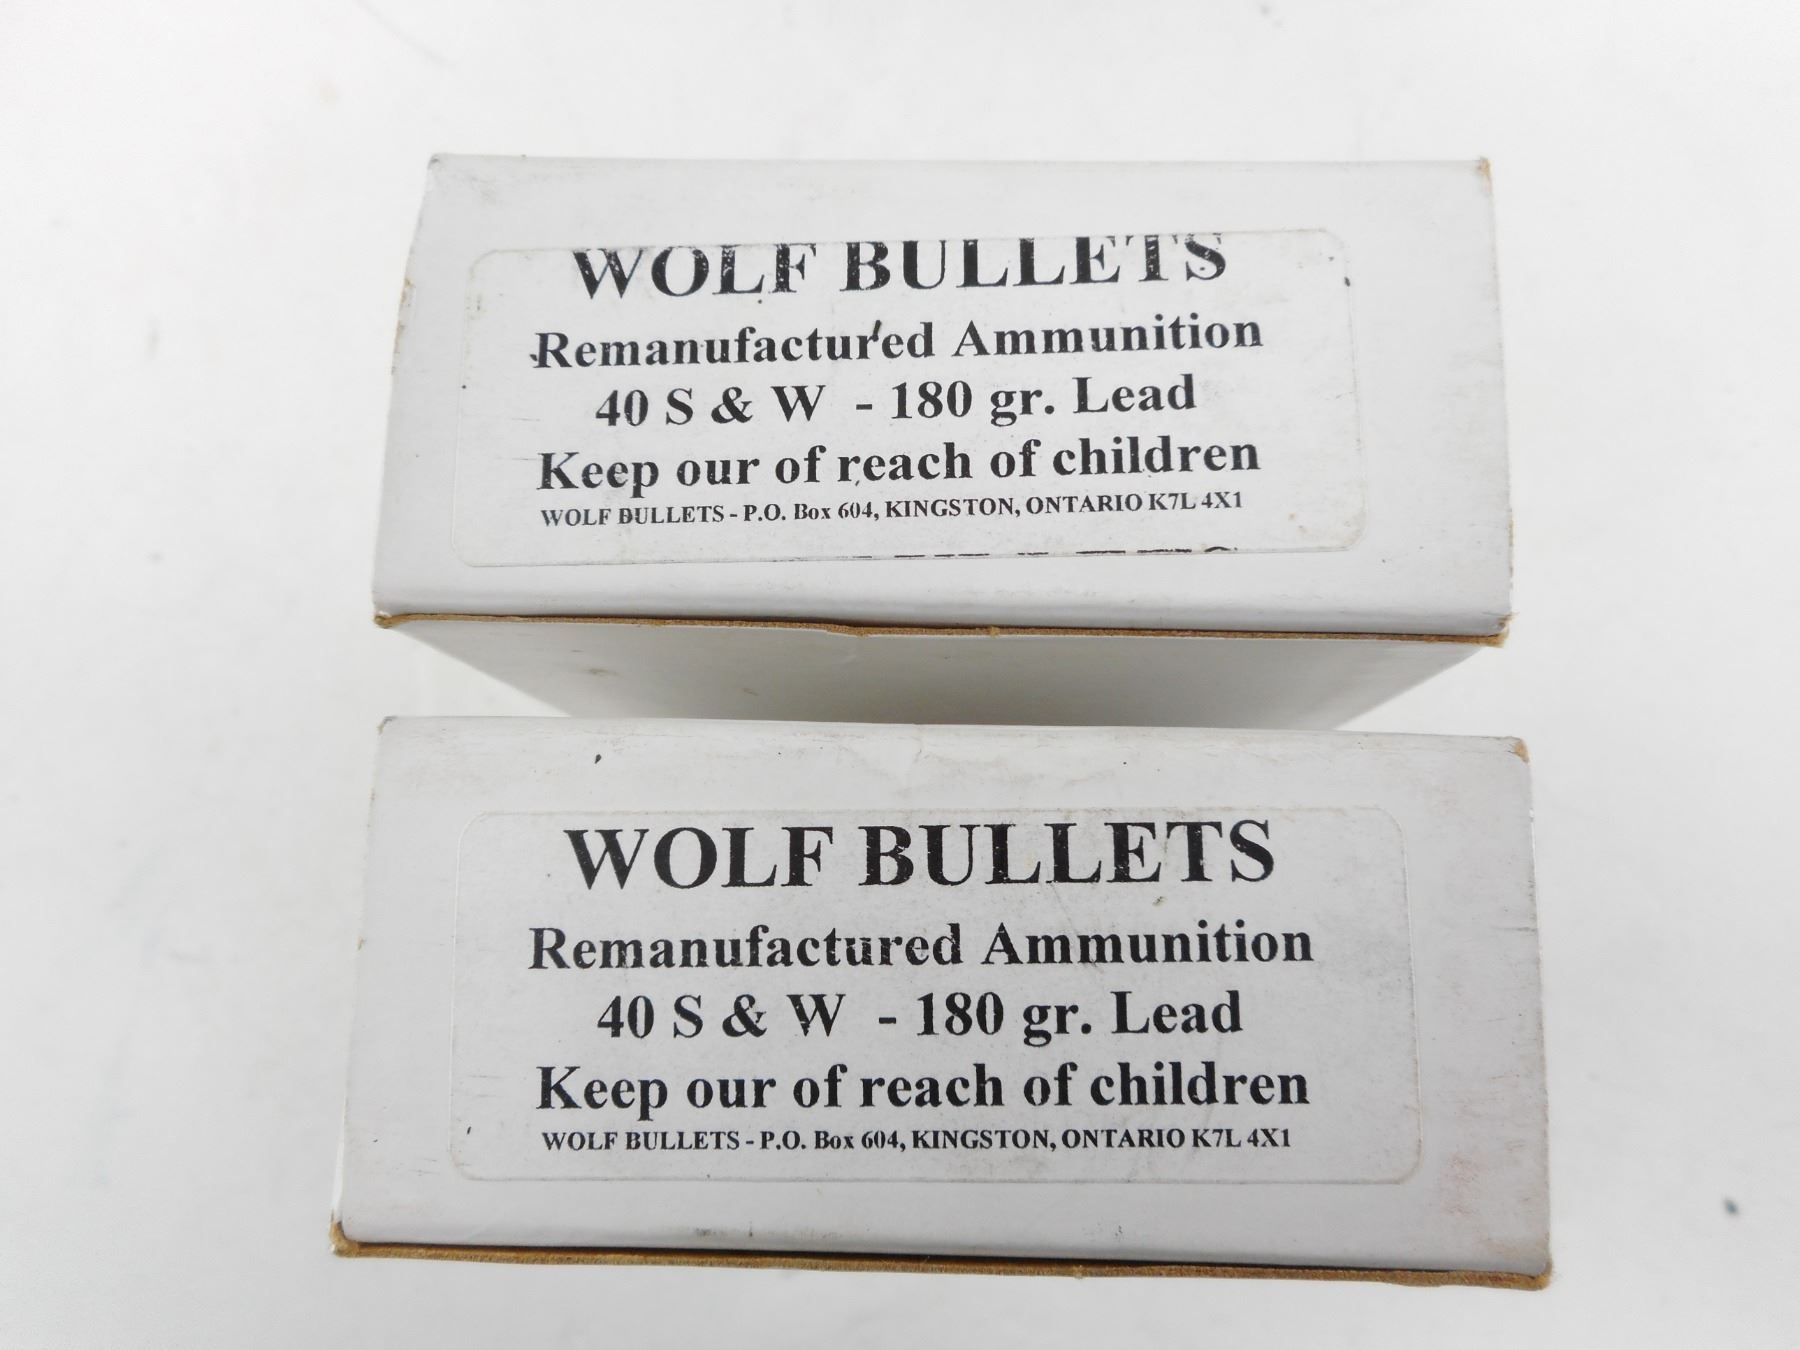 WOLF BULLETS
Remanufactured Ammunition
40 S & W - 180 gr. Lead
Keep our of reach of children
WOLF BULLETS - P.O. Box 604, KINGSTON, ONTARIO K7L 4X1
WOLF BULLETS
Remanufactured Ammunition
40 S & W - 180 gr. Lead
Keep our of reach of children
WOLF BULLETS - P.O. Box 604, KINGSTON, ONTARIO K7L 4X1